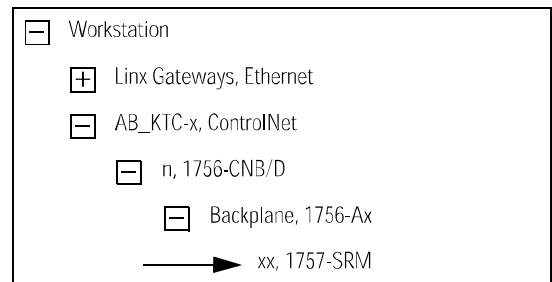 Workstation
Linx Gateways, Ethernet
AB_KTC-x, ControlNet
n, 1756-CNB/D
Backplane, 1756-Ax
xx, 1757-SRM